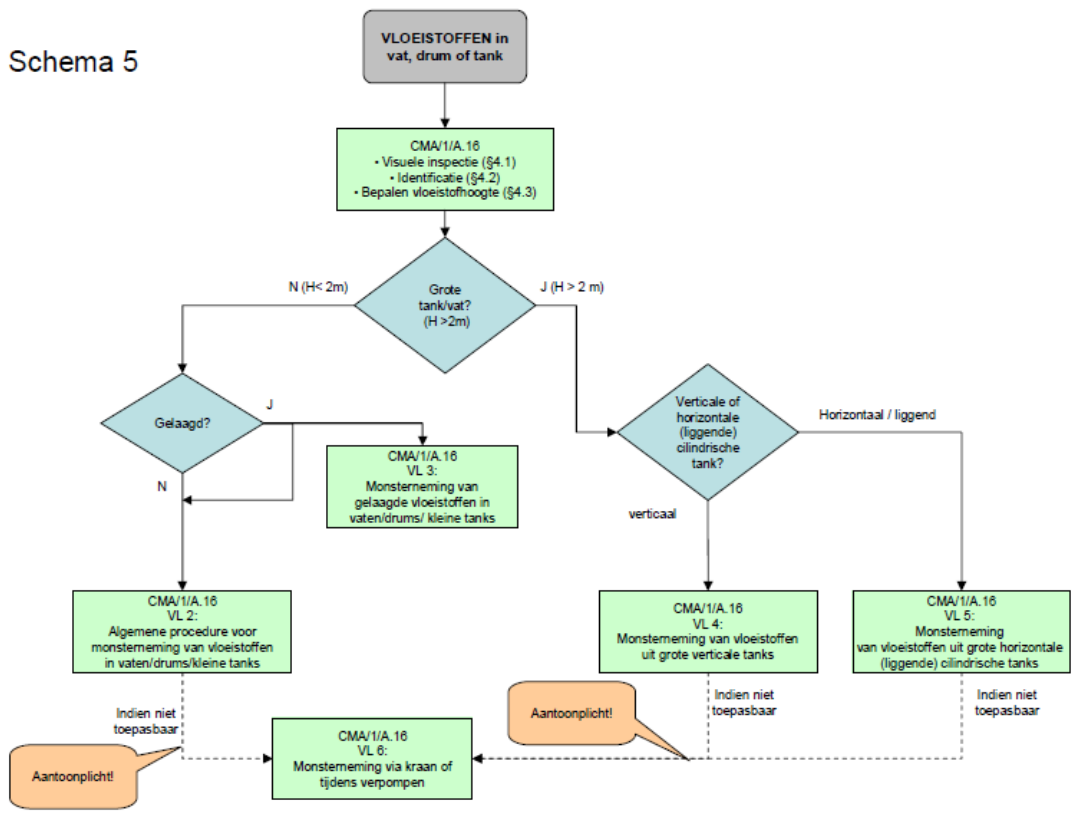 Schema 5
VLOEISTOFFEN in
vat, drum of tank
CMA/1/A.16
• Visuele inspectie (§4.1)
• Identificatie (§4.2)
• Bepalen vloeistofhoogte (§4.3)
N (H< 2m)
Grote
tank/vat?
(H >2m)
J (H > 2 m)
Gelaagd?
J
N
CMA/1/A.16
VL 3:
Monsterneming van
gelaagde vloeistoffen in
vaten/drums/ kleine tanks
Verticale of
horizontale
(liggende)
cilindrische
tank?
Horizontaal / liggend
verticaal
CMA/1/A.16
VL 2:
Algemene procedure voor
monsterneming van vloeistoffen
in vaten/drums/kleine tanks
CMA/1/A.16
VL 4:
Monsterneming van vloeistoffen
uit grote verticale tanks
CMA/1/A.16
VL 5:
Monsterneming
van vloeistoffen uit grote horizontale
(liggende) cilindrische tanks
Indien niet
toepasbaar
Aantoonplicht!
Indien niet
toepasbaar
Indien niet
toepasbaar
Aantoonplicht!
CMA/1/A.16
VL 6:
Monsterneming via kraan of
tijdens verpompen